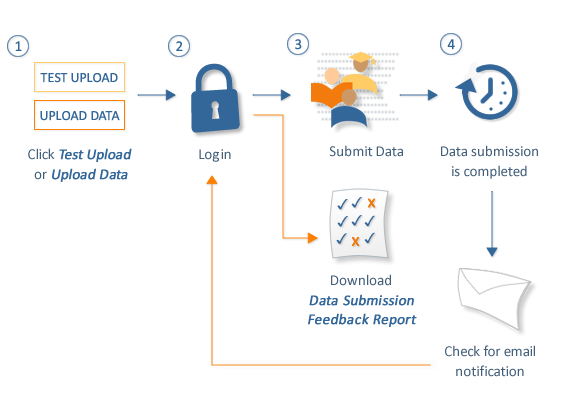 1
TEST UPLOAD
UPLOAD DATA
Click Test Upload
or Upload Data
2
Login
3
Submit Data
4
Data submission
is completed
Download
Data Submission
Feedback Report
Check for email
notification